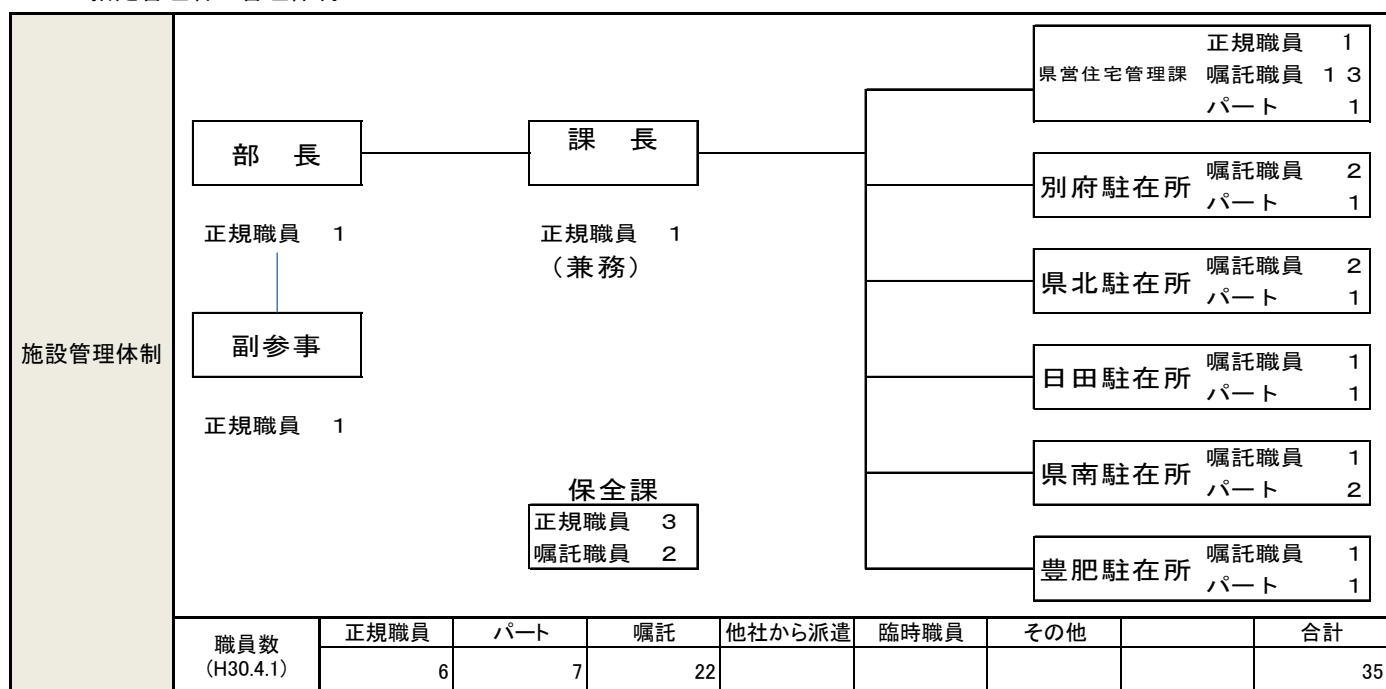 正規職員 1
県営住宅管理課 嘱託職員 13
パート 1
部 長
課 長
別府駐在所 嘱託職員 2
パート 1
正規職員 1
正規職員 1
（兼務）
県北駐在所 嘱託職員 2
パート 1
施設管理体制
副参事
日田駐在所 嘱託職員 1
パート 1
正規職員 1
県南駐在所 嘱託職員 1
パート 2
保全課
正規職員 3
嘱託職員 2
豊肥駐在所 嘱託職員 1
パート 1
職員数
(H30.4.1)
正規職員 パート 嘱託 他社から派遣 臨時職員 その他 合計
6 7 22 35